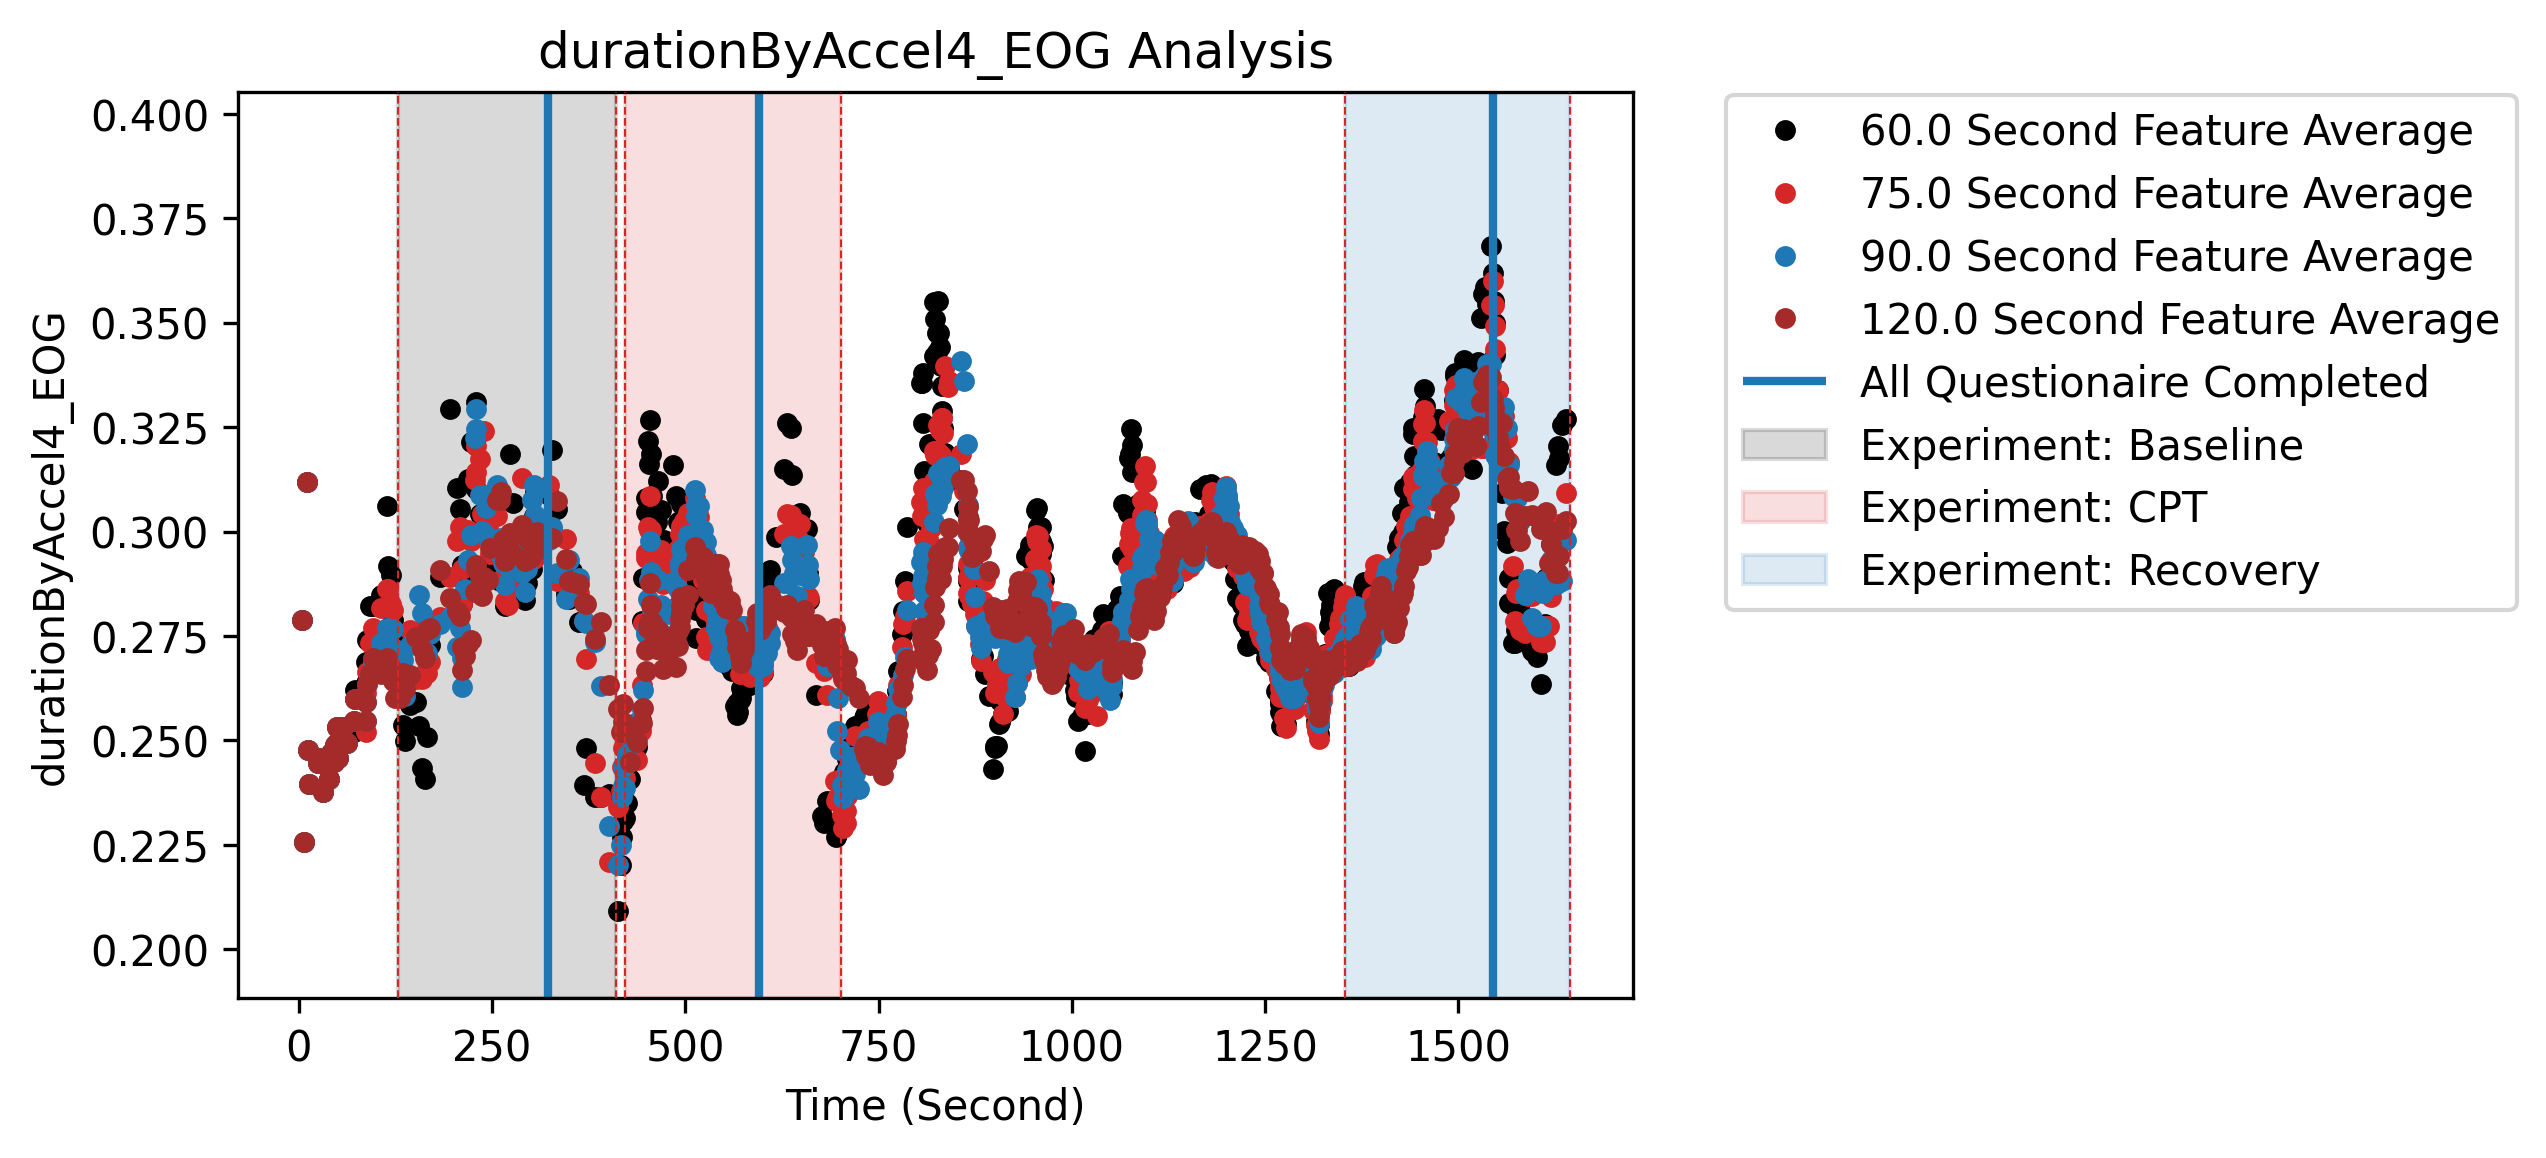 durationByAccel4_EOG Analysis
durationByAccel4_EOG
0.400
0.375
0.350
0.325
0.300
0.275
0.250
0.225
0.200
0
250
500
750
1000
1250
1500
Time (Second)
60.0 Second Feature Average
75.0 Second Feature Average
90.0 Second Feature Average
120.0 Second Feature Average
All Questionaire Completed
Experiment: Baseline
Experiment: CPT
Experiment: Recovery